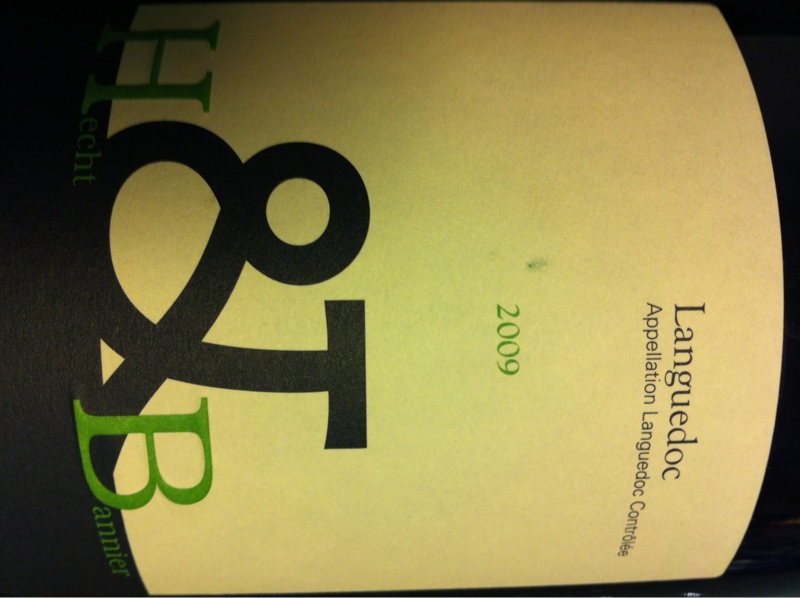 Languedoc
Appellation Languedoc Contrôlée
2009
Hecht & Bannier